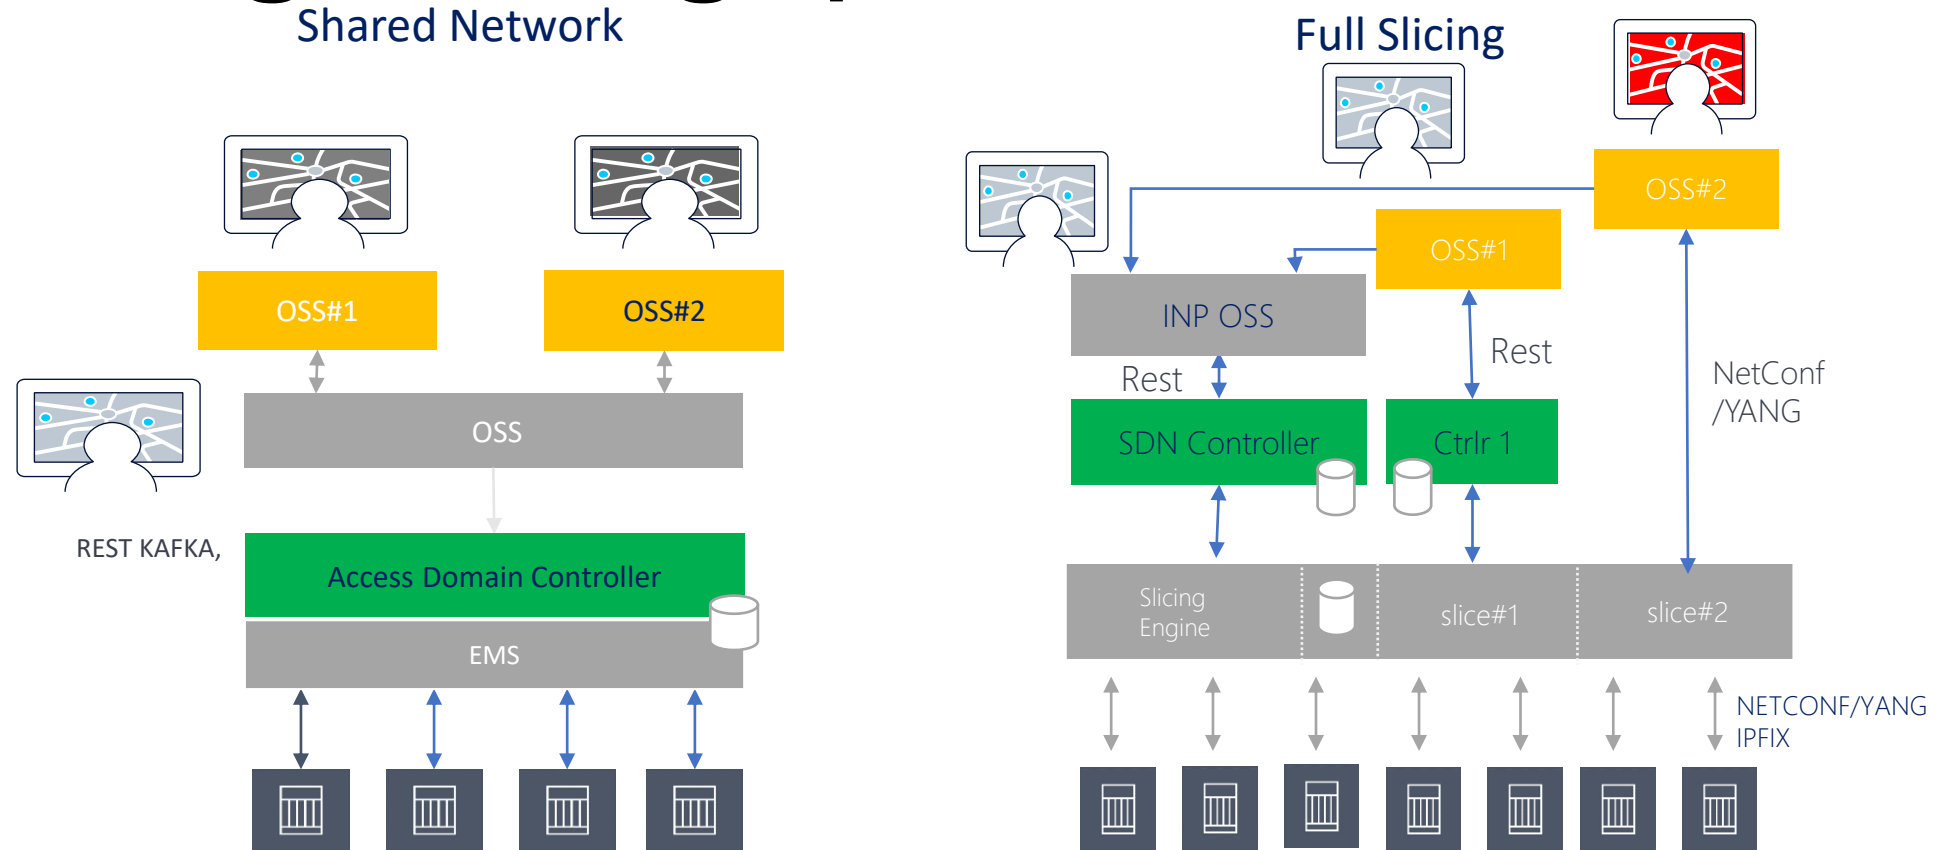 Shared Network
OSS#1
OSS#2
OSS
REST KAFKA,
Access Domain Controller
EMS
Full Slicing
OSS#2
OSS#1
INP OSS
Rest
Rest
NetConf
/YANG
SDN Controller
Ctrlr 1
Slicing
Engine
slice#1
slice#2
NETCONF/YANG
IPFIX